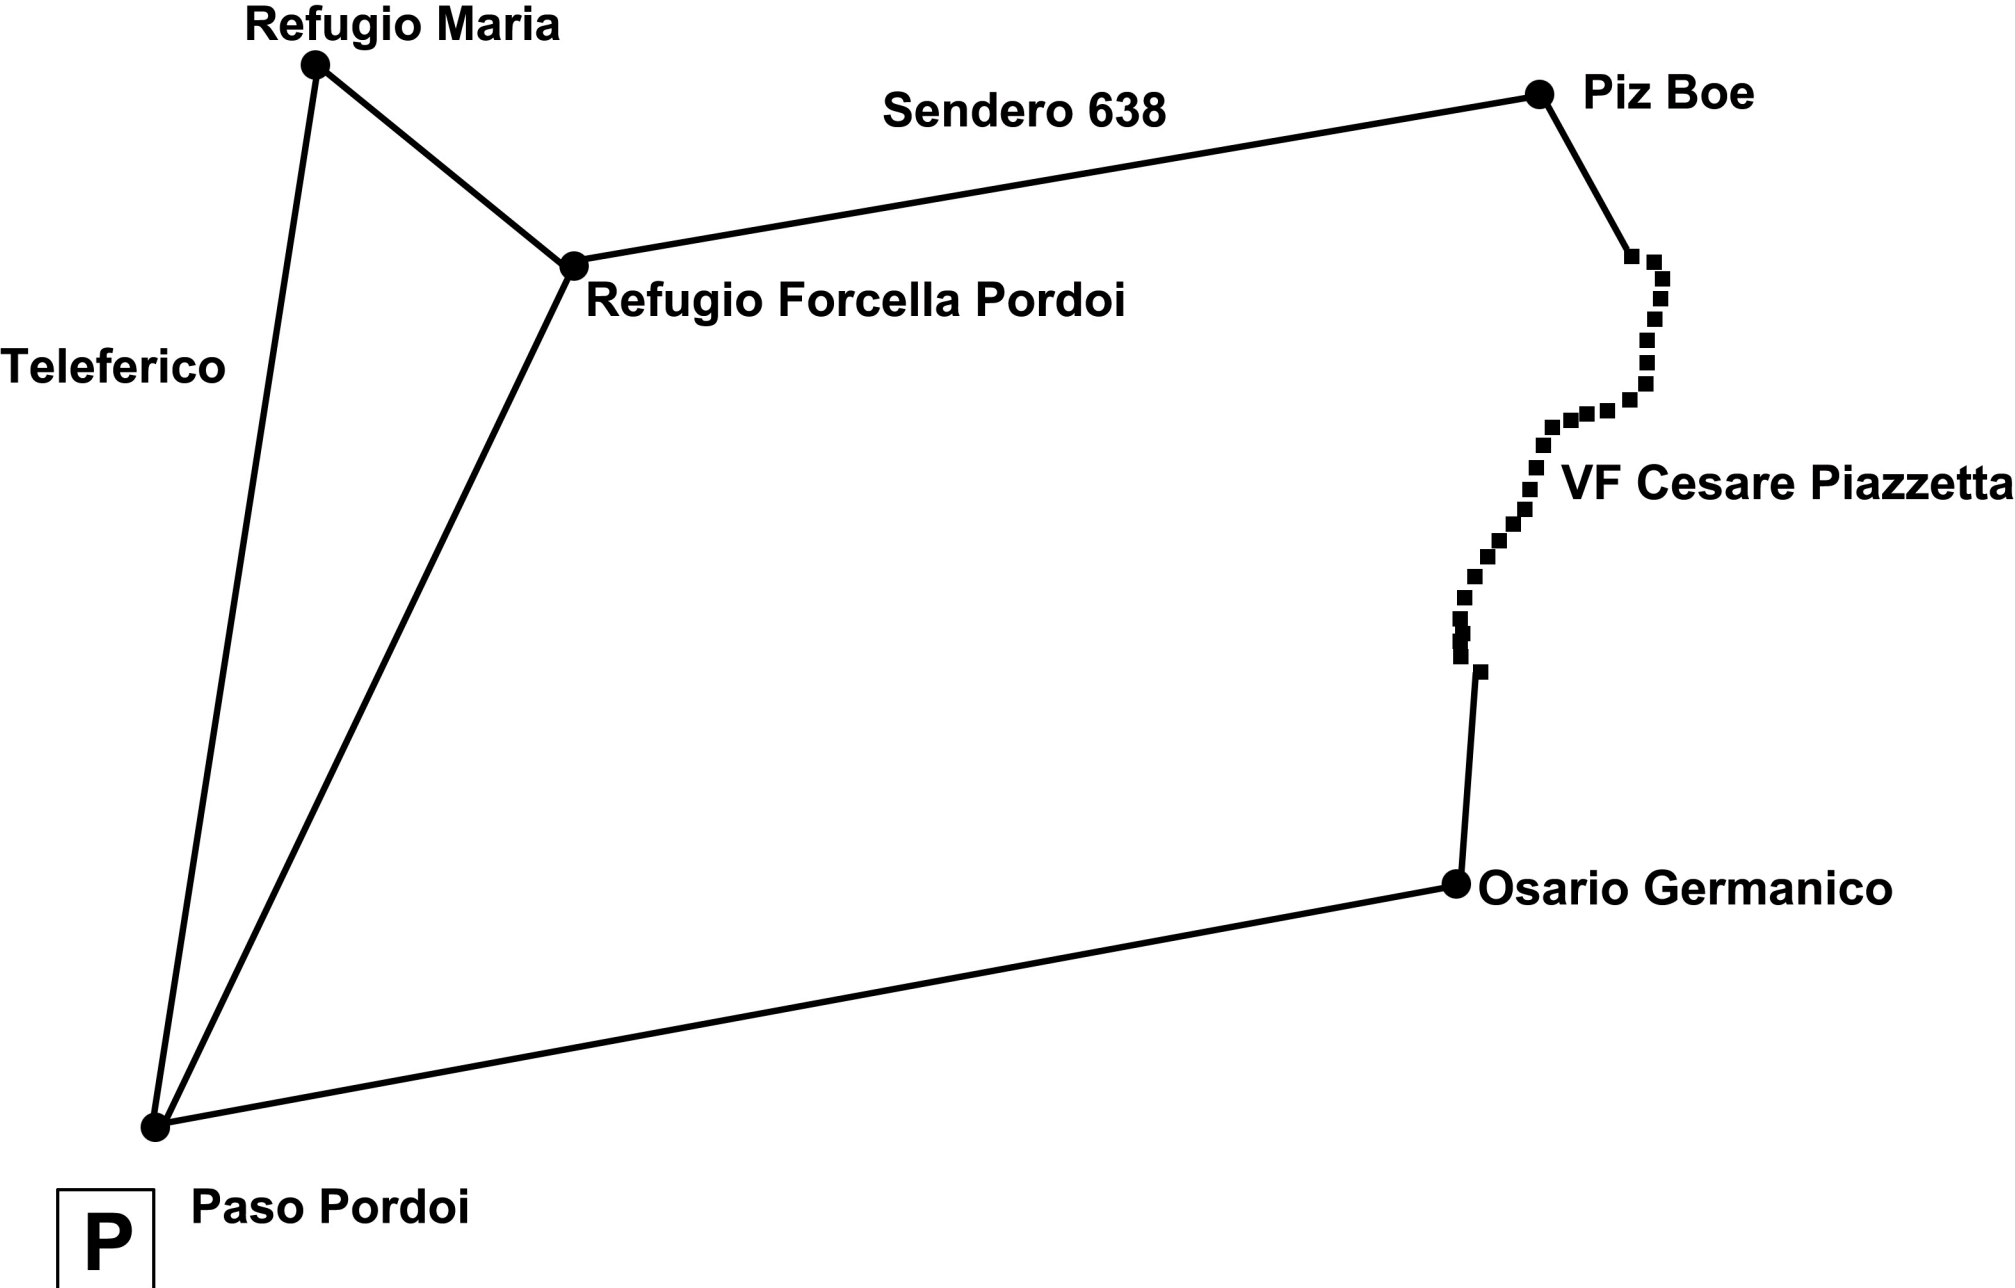 Refugio Maria
Piz Boe
Sendero 638
Refugio Forcella Pordoi
Teleferico
VF Cesare Piazzetta
Osario Germanico
Paso Pordoi
P